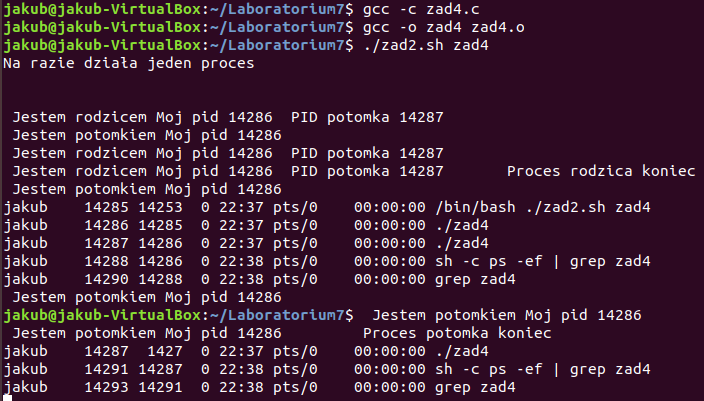 jakub@jakub-VirtualBox:~/Laboratorium7$ gcc -c zad4.c
jakub@jakub-VirtualBox:~/Laboratorium7$ gcc -o zad4 zad4.o
jakub@jakub-VirtualBox:~/Laboratorium7$ ./zad2.sh zad4
Na razie działa jeden proces
Jestem rodzicem Moj pid 14286  PID potomka 14287
Jestem potomkiem Moj pid 14286
Jestem rodzicem Moj pid 14286  PID potomka 14287
Jestem rodzicem Moj pid 14286  PID potomka 14287       Proces rodzica koniec
Jestem potomkiem Moj pid 14286
jakub    14285 14253  0 22:37 pts/0    00:00:00 /bin/bash ./zad2.sh zad4
jakub    14286 14285  0 22:37 pts/0    00:00:00 ./zad4
jakub    14287 14286  0 22:37 pts/0    00:00:00 ./zad4
jakub    14288 14286  0 22:38 pts/0    00:00:00 sh -c ps -ef | grep zad4
jakub    14290 14288  0 22:38 pts/0    00:00:00 grep zad4
Jestem potomkiem Moj pid 14286
jakub@jakub-VirtualBox:~/Laboratorium7$  Jestem potomkiem Moj pid 14286
Jestem potomkiem Moj pid 14286         Proces potomka koniec
jakub    14287  1427  0 22:37 pts/0    00:00:00 ./zad4
jakub    14291 14287  0 22:38 pts/0    00:00:00 sh -c ps -ef | grep zad4
jakub    14293 14291  0 22:38 pts/0    00:00:00 grep zad4